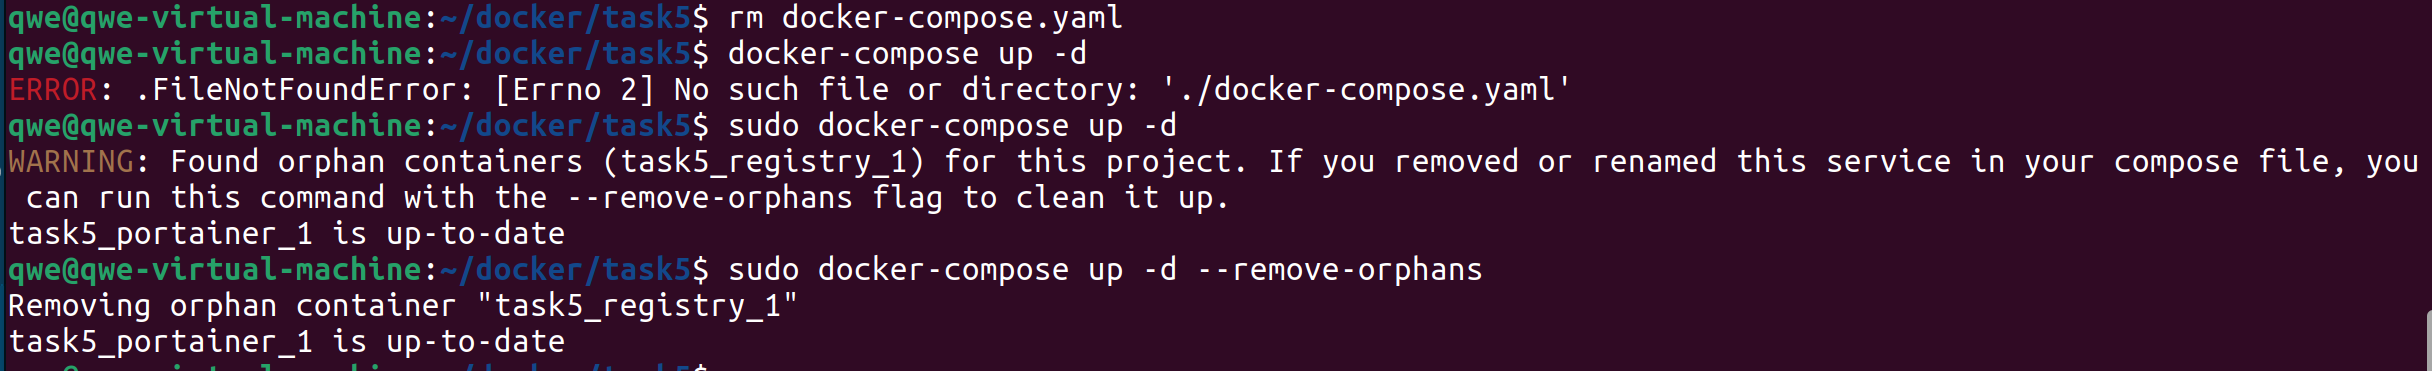 qwe@qwe-virtual-machine:~/docker/task5$ rm docker-compose.yaml
qwe@qwe-virtual-machine:~/docker/task5$ docker-compose up -d
ERROR: .FileNotFoundError: [Errno 2] No such file or directory: './docker-compose.yaml'
qwe@qwe-virtual-machine:~/docker/task5$ sudo docker-compose up -d
WARNING: Found orphan containers (task5_registry_1) for this project. If you removed or renamed this service in your compose file, you
 can run this command with the --remove-orphans flag to clean it up.
task5_portainer_1 is up-to-date
qwe@qwe-virtual-machine:~/docker/task5$ sudo docker-compose up -d --remove-orphans
Removing orphan container "task5_registry_1"
task5_portainer_1 is up-to-date